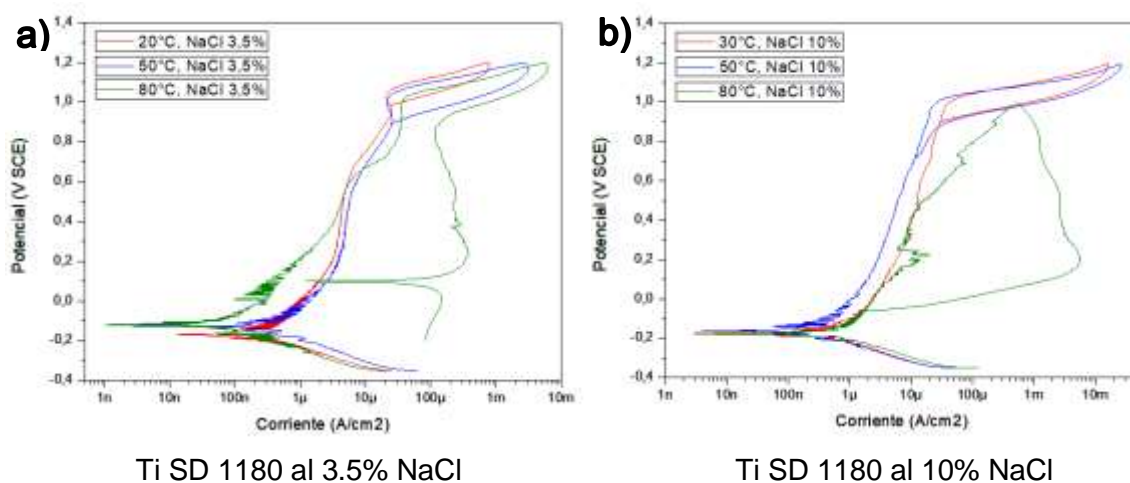 a)
1,4
1,2
1,0
0,8
0,6
0,4
0,2
0,0
-0,2
-0,4
Potencial (V SCE)
20°C, NaCl 3,5%
50°C, NaCl 3,5%
80°C, NaCl 3,5%
1n 10n 100n 1µ 10µ 100µ 1m 10m
Corriente (A/cm2)
Ti SD 1180 al 3.5% NaCl
b)
1,4
1,2
1,0
0,8
0,6
0,4
0,2
0,0
-0,2
-0,4
Potencial (V SCE)
30°C, NaCl 10%
50°C, NaCl 10%
80°C, NaCl 10%
1n 10n 100n 1µ 10µ 100µ 1m 10m
Corriente (A/cm2)
Ti SD 1180 al 10% NaCl